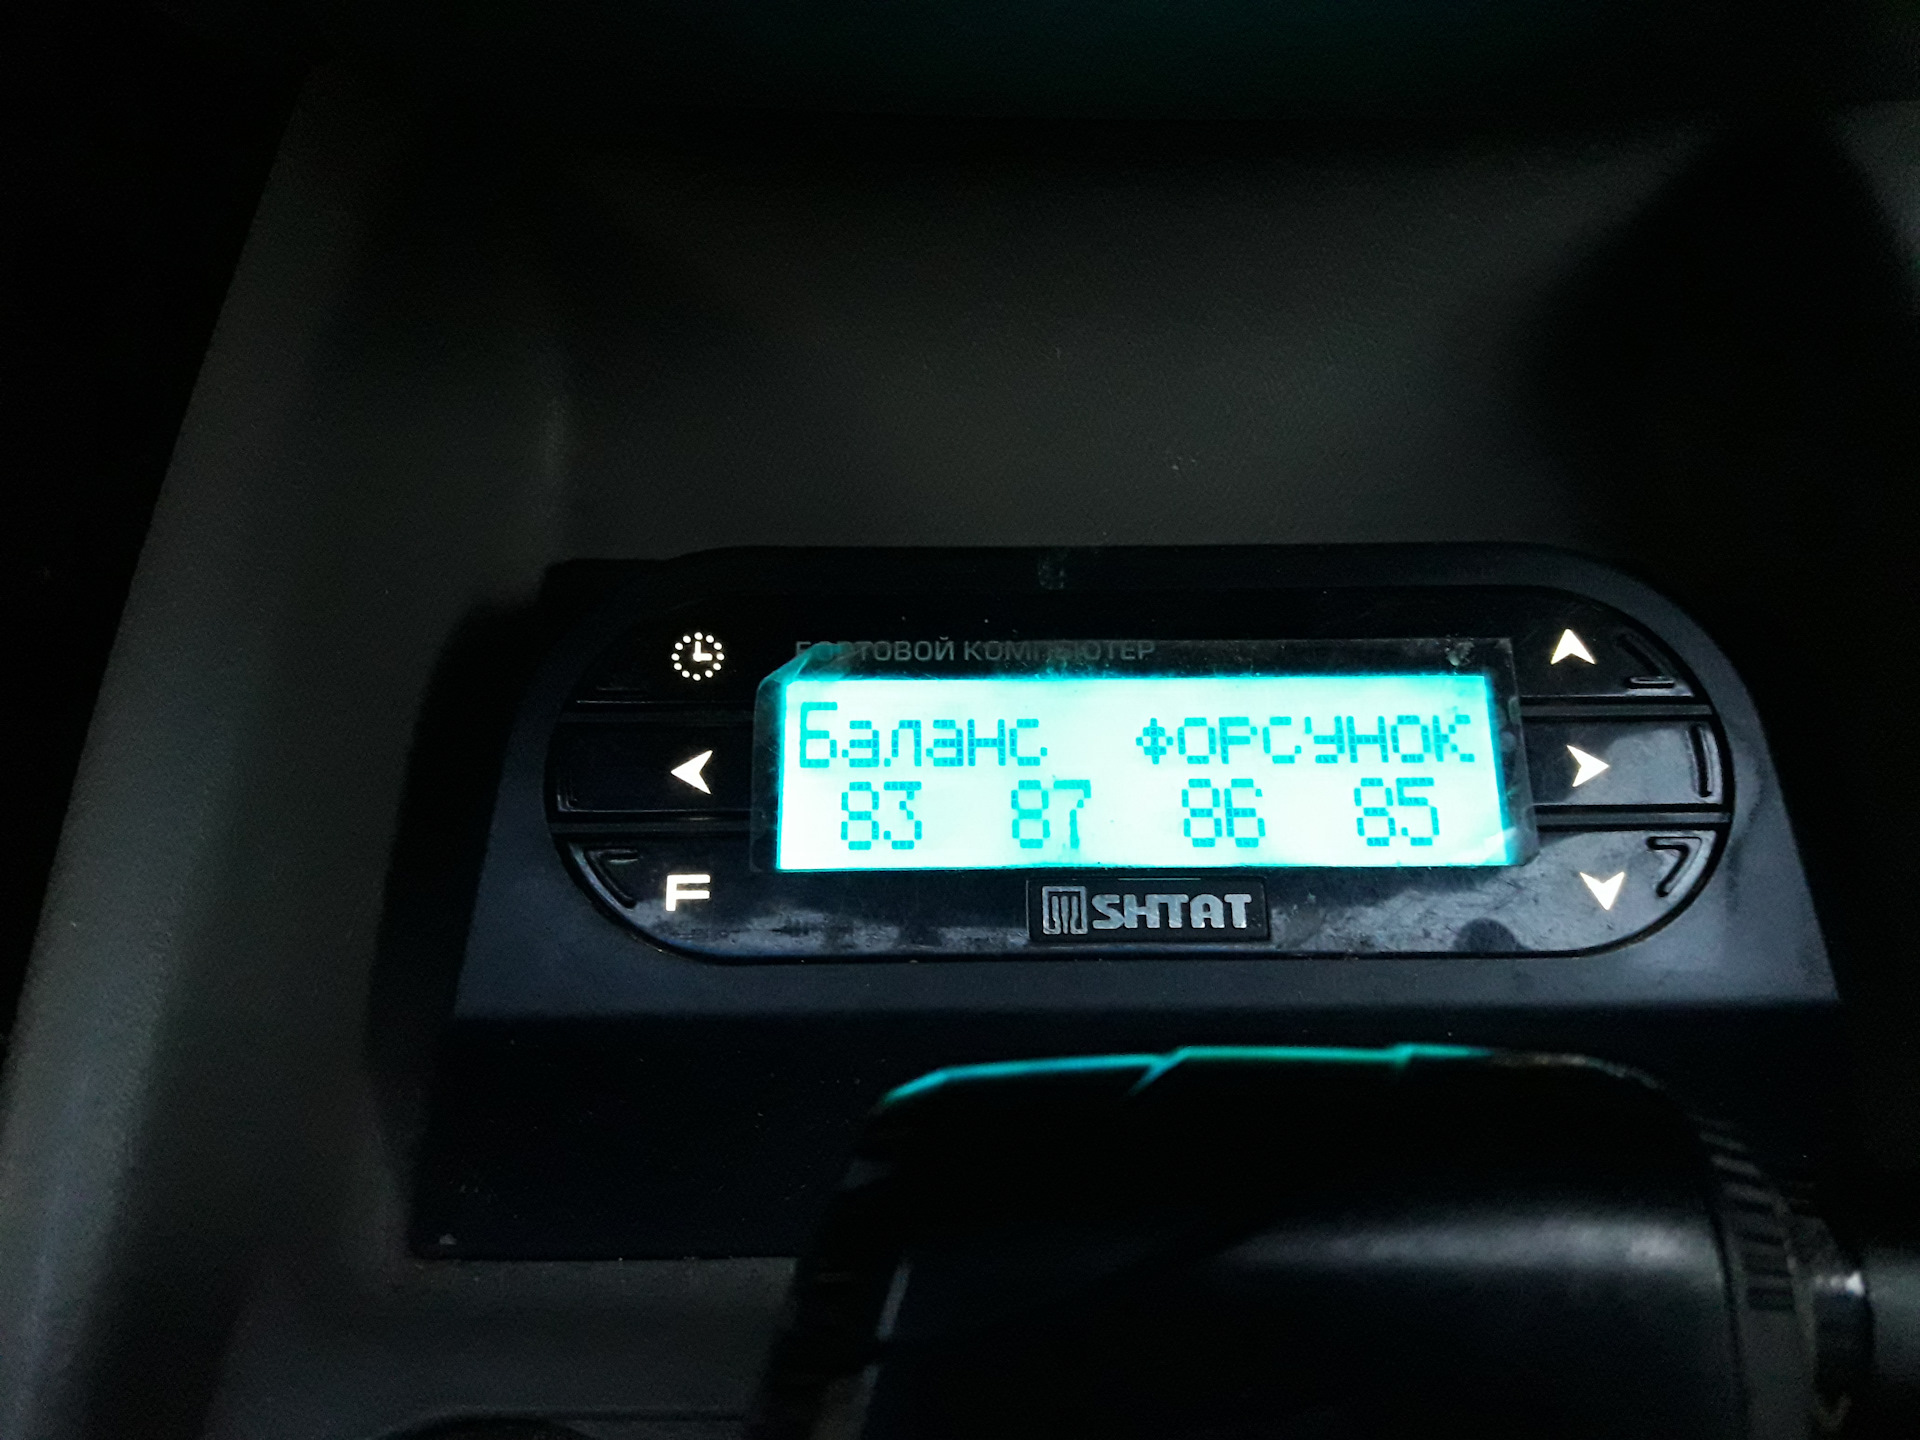 БОРТОВОЙ КОМПЬЮТЕР
Баланс форсунок
83 87 86 85
F
SHTAT